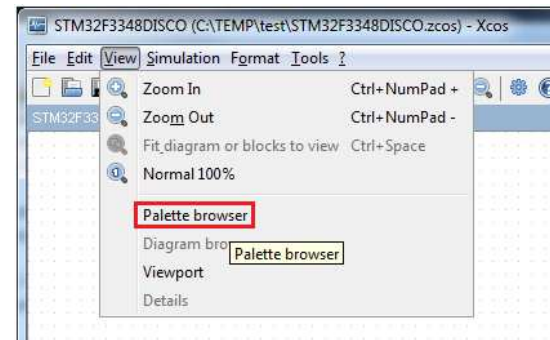 STM32F3348DISCO (C:\TEMP\test\STM32F3348DISCO.zcos) - Xcos
File Edit View Simulation Format Tools ?
Zoom In Ctrl+NumPad +
STM32F33
Zoom Out Ctrl+NumPad -
Fit diagram or blocks to view Ctrl+Space
Normal 100%
Palette browser
Diagram bro
Palette browser
Viewport
Details